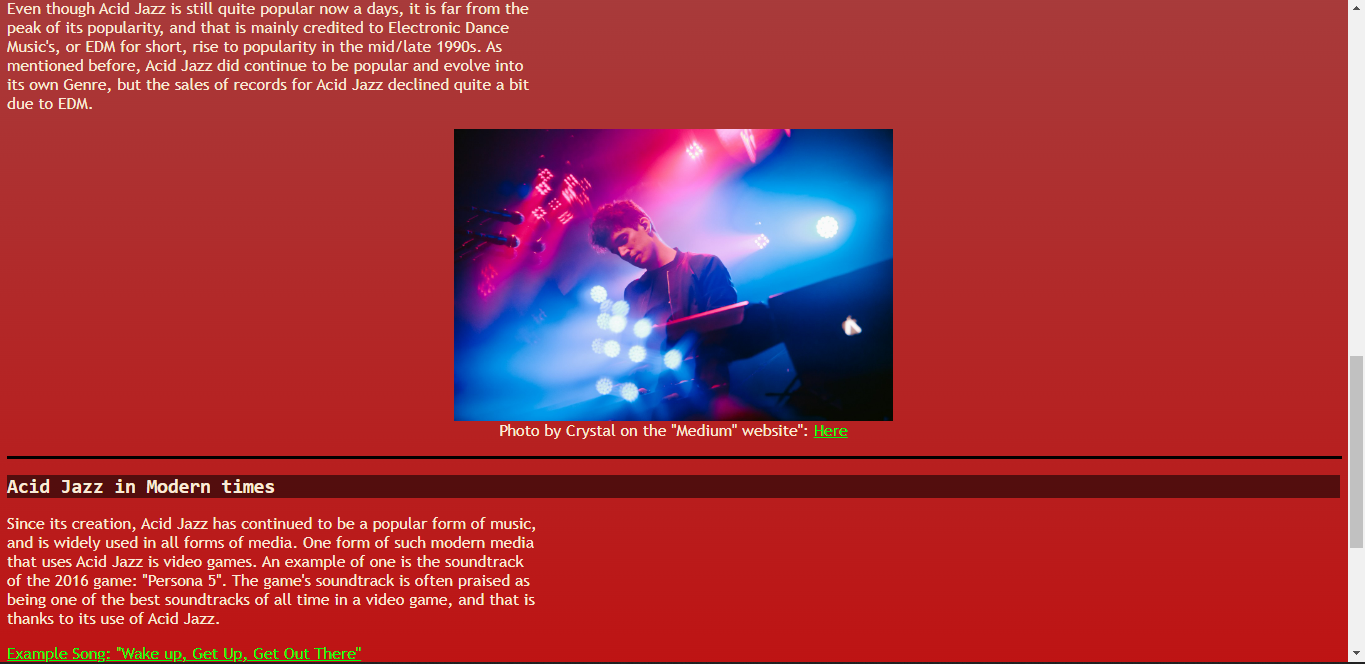 Even though Acid Jazz is still quite popular now a days, it is far from the
peak of its popularity, and that is mainly credited to Electronic Dance
Music's, or EDM for short, rise to popularity in the mid/late 1990s. As
mentioned before, Acid Jazz did continue to be popular and evolve into
its own Genre, but the sales of records for Acid Jazz declined quite a bit
due to EDM.
Photo by Crystal on the "Medium" website": Here
Acid Jazz in Modern times
Since its creation, Acid Jazz has continued to be a popular form of music,
and is widely used in all forms of media. One form of such modern media
that uses Acid Jazz is video games. An example of one is the soundtrack
of the 2016 game: "Persona 5". The game's soundtrack is often praised as
being one of the best soundtracks of all time in a video game, and that is
thanks to its use of Acid Jazz.
Example Song: "Wake up, Get Up, Get Out There"